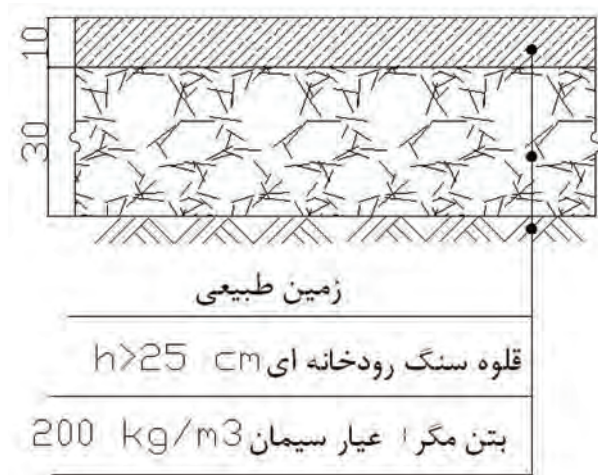 10
30
زمین طبیعی
قلوه سنگ رودخانه ای h>25 cm
بتن مگر عیار سیمان 200 kg/m3